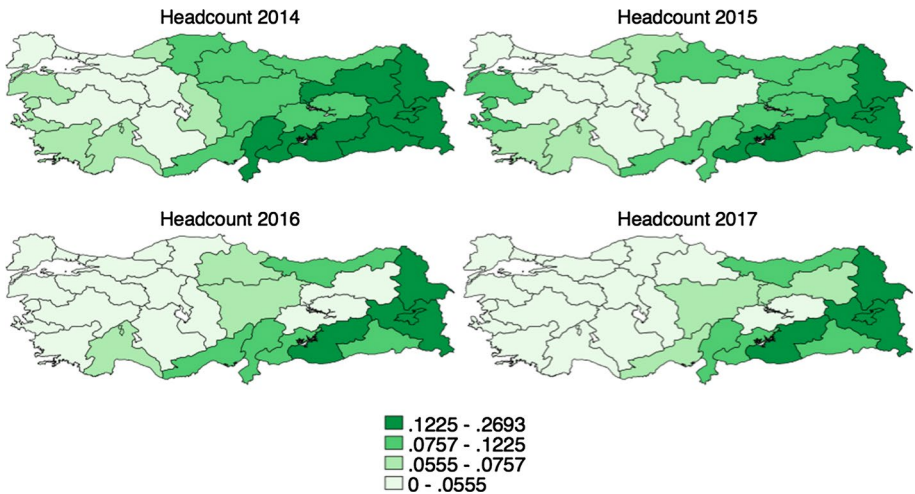 Headcount 2014
Headcount 2015
Headcount 2016
Headcount 2017
.1225 - .2693
.0757 - .1225
.0555 - .0757
0 - .0555